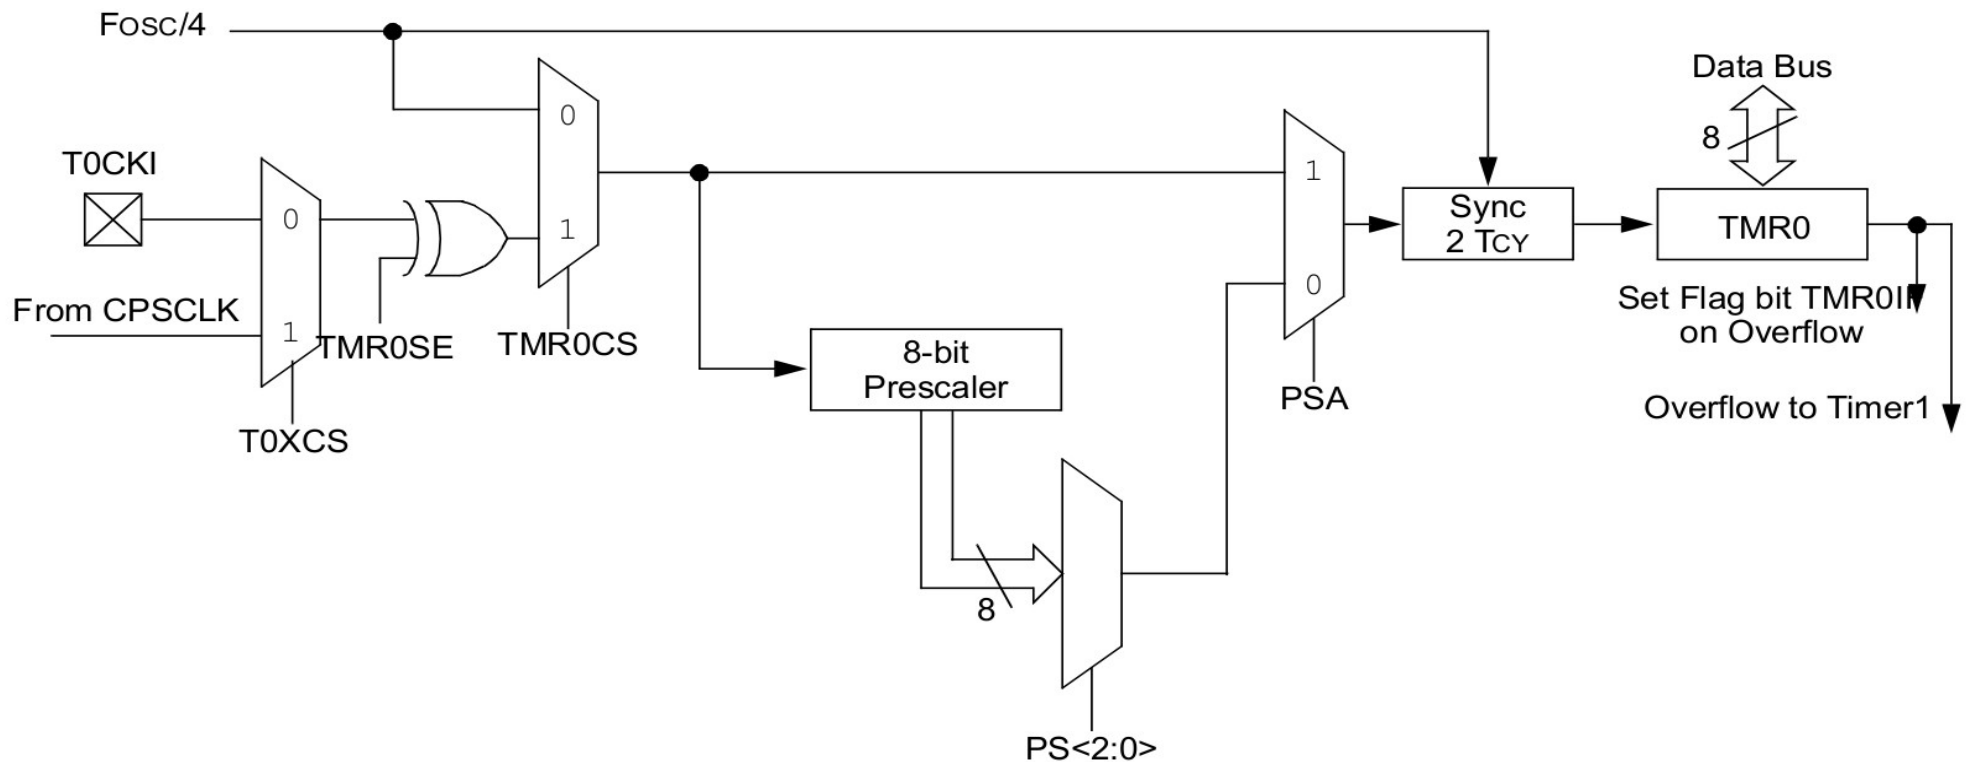 FOSC/4
Data Bus
8
T0CKI
0
1
0
1
From CPSCLK
T0XCS
TMR0SE
TMR0CS
8-bit
Prescaler
8
PS<2:0>
1
0
PSA
Sync
2 TCY
TMR0
Set Flag bit TMR0IF
on Overflow
Overflow to Timer1